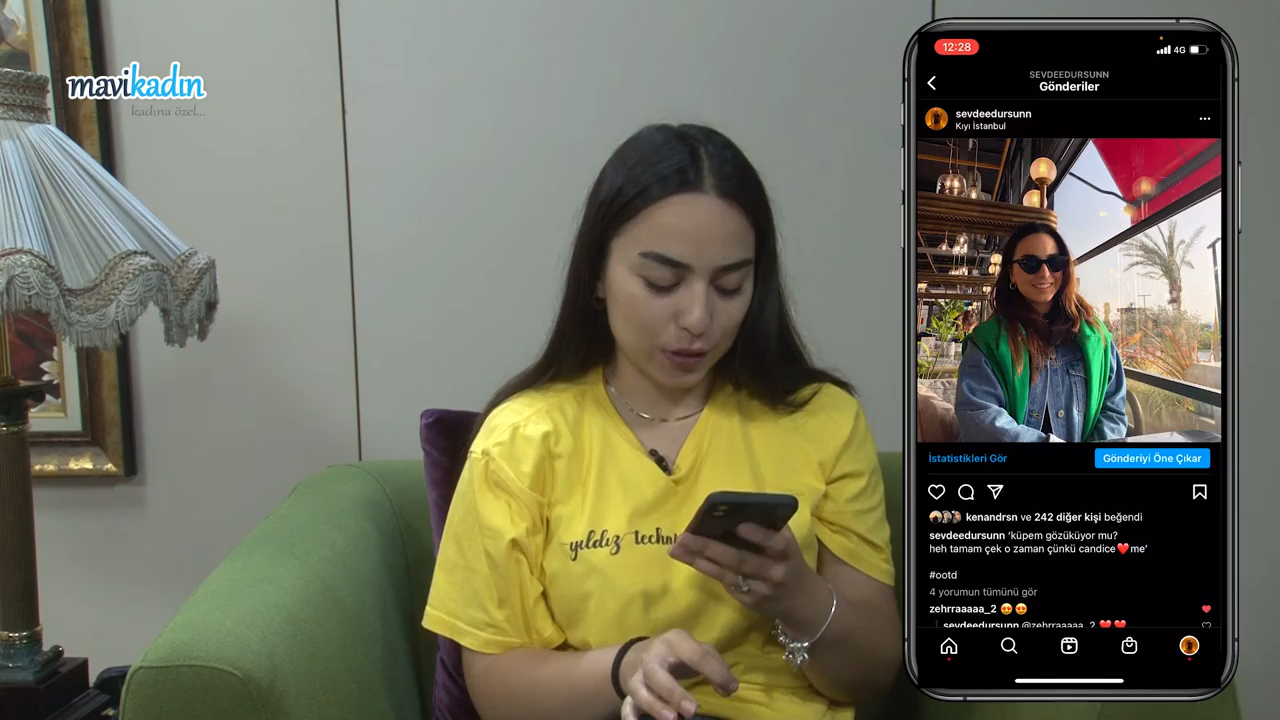 mavikadın
kadına özel...
yıldız techn
12:28
4G
SEVDEEDURSUNN
Gönderiler
sevdeedursunn
Kıyı İstanbul
İstatistikleri Gör
Gönderiyi Öne Çıkar
kenandrsn ve 242 diğer kişi beğendi
sevdeedursunn 'küpem gözüküyor mu?
heh tamam çek o zaman çünkü candice❤️me'
#ootd
4 yorumun tümünü gör
zehrraaaaa_2 😍😍
sevdeedursunn @zehrraaaaa_2 ❤️❤️